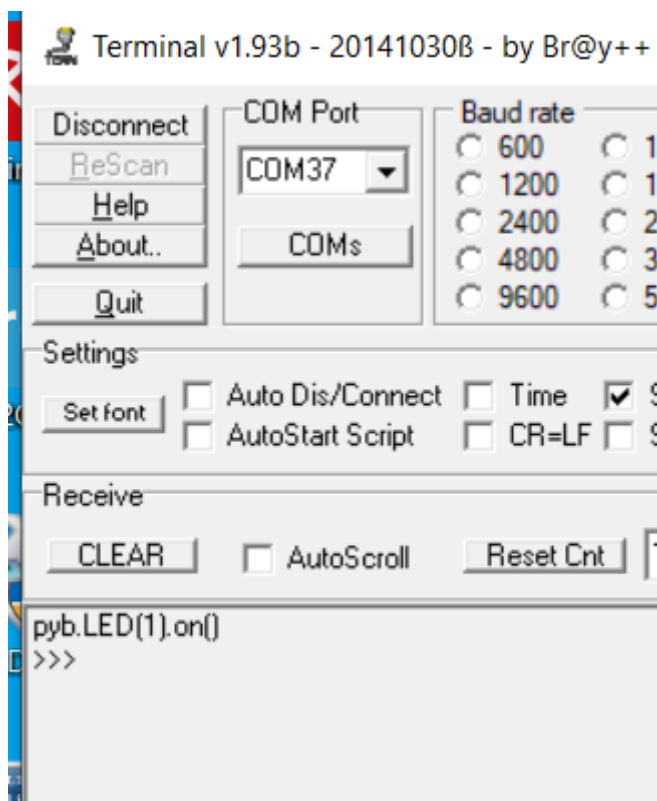 Terminal v1.93b - 20141030ß - by Br@y++
Disconnect
ReScan
Help
About..
Quit
COM Port
COM37
COMs
Baud rate
600
1200
2400
4800
9600
Settings
Set font
Auto Dis/Connect
Time
AutoStart Script
CR=LF
Receive
CLEAR
AutoScroll
Reset Cnt
pyb.LED(1).on()
>>>